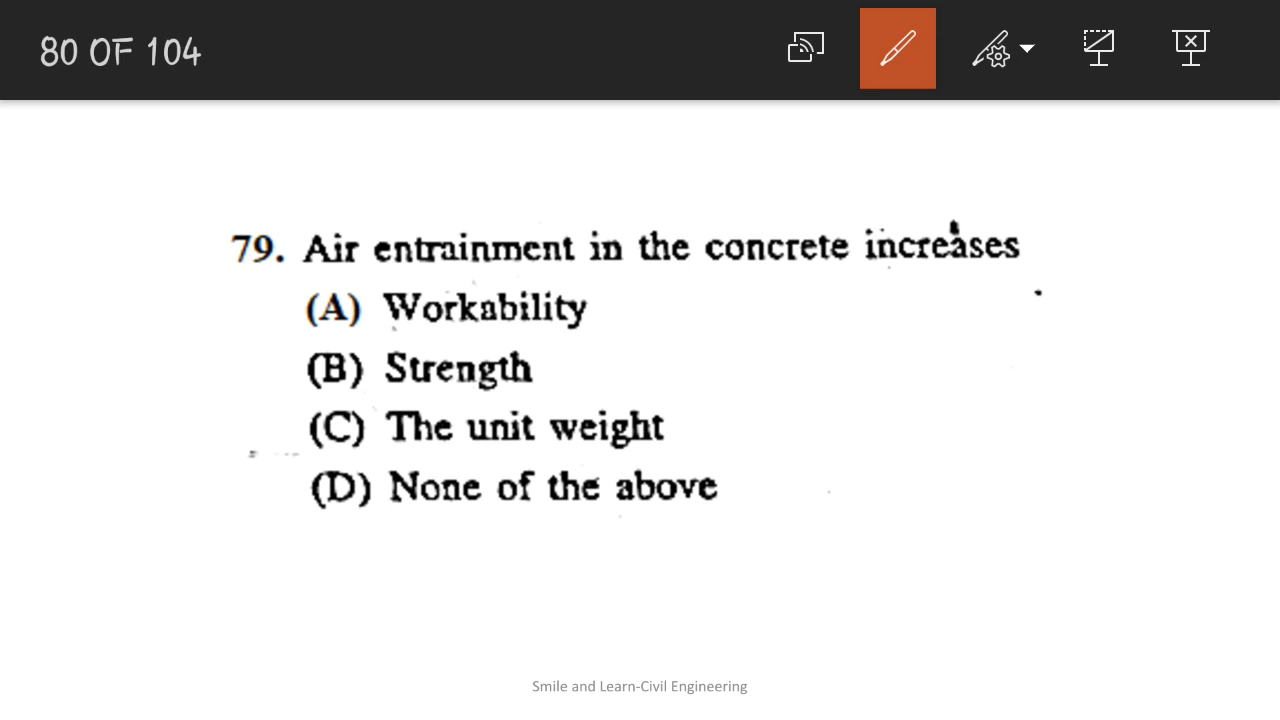 80 OF 104
79. Air entrainment in the concrete increases
(A) Workability
(B) Strength
(C) The unit weight
(D) None of the above
Smile and Learn-Civil Engineering